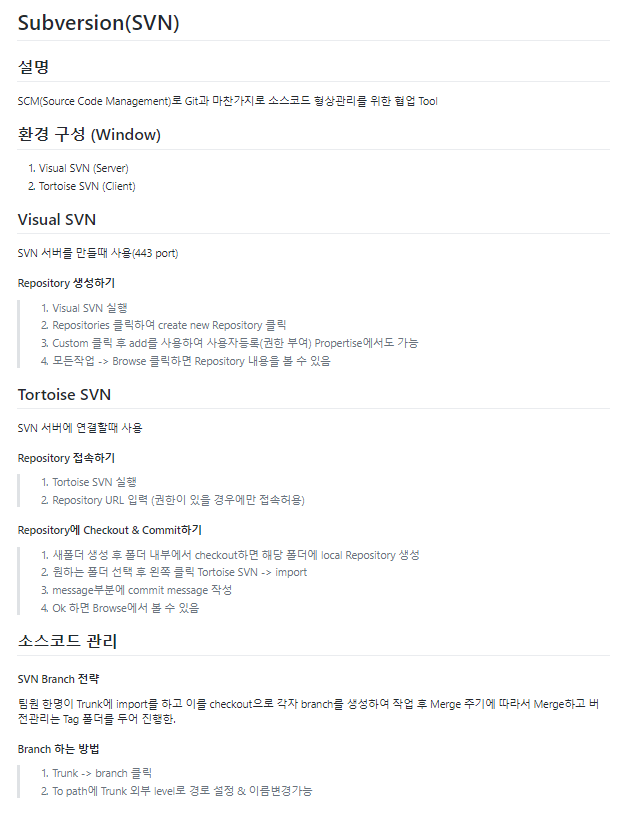 Subversion(SVN)
설명
SCM(Source Code Management)로 Git과 마찬가지로 소스코드 형상관리를 위한 협업 Tool
환경 구성 (Window)
1. Visual SVN (Server)
2. Tortoise SVN (Client)
Visual SVN
SVN 서버를 만들때 사용(443 port)
Repository 생성하기
1. Visual SVN 실행
2. Repositories 클릭하여 create new Repository 클릭
3. Custom 클릭 후 add를 사용하여 사용자등록(권한 부여) Propertise에서도 가능
4. 모든작업 -> Browse 클릭하면 Repository 내용을 볼 수 있음
Tortoise SVN
SVN 서버에 연결할때 사용
Repository 접속하기
1. Tortoise SVN 실행
2. Repository URL 입력 (권한이 있을 경우에만 접속허용)
Repository에 Checkout & Commit하기
1. 새폴더 생성 후 폴더 내부에서 checkout하면 해당 폴더에 local Repository 생성
2. 원하는 폴더 선택 후 왼쪽 클릭 Tortoise SVN -> import
3. message부분에 commit message 작성
4. Ok 하면 Browse에서 볼 수 있음
소스코드 관리
SVN Branch 전략
팀원 한명이 Trunk에 import를 하고 이를 checkout으로 각자 branch를 생성하여 작업 후 Merge 주기에 따라서 Merge하고 버
전관리는 Tag 폴더를 두어 진행한.
Branch 하는 방법
1. Trunk -> branch 클릭
2. To path에 Trunk 외부 level로 경로 설정 & 이름변경가능